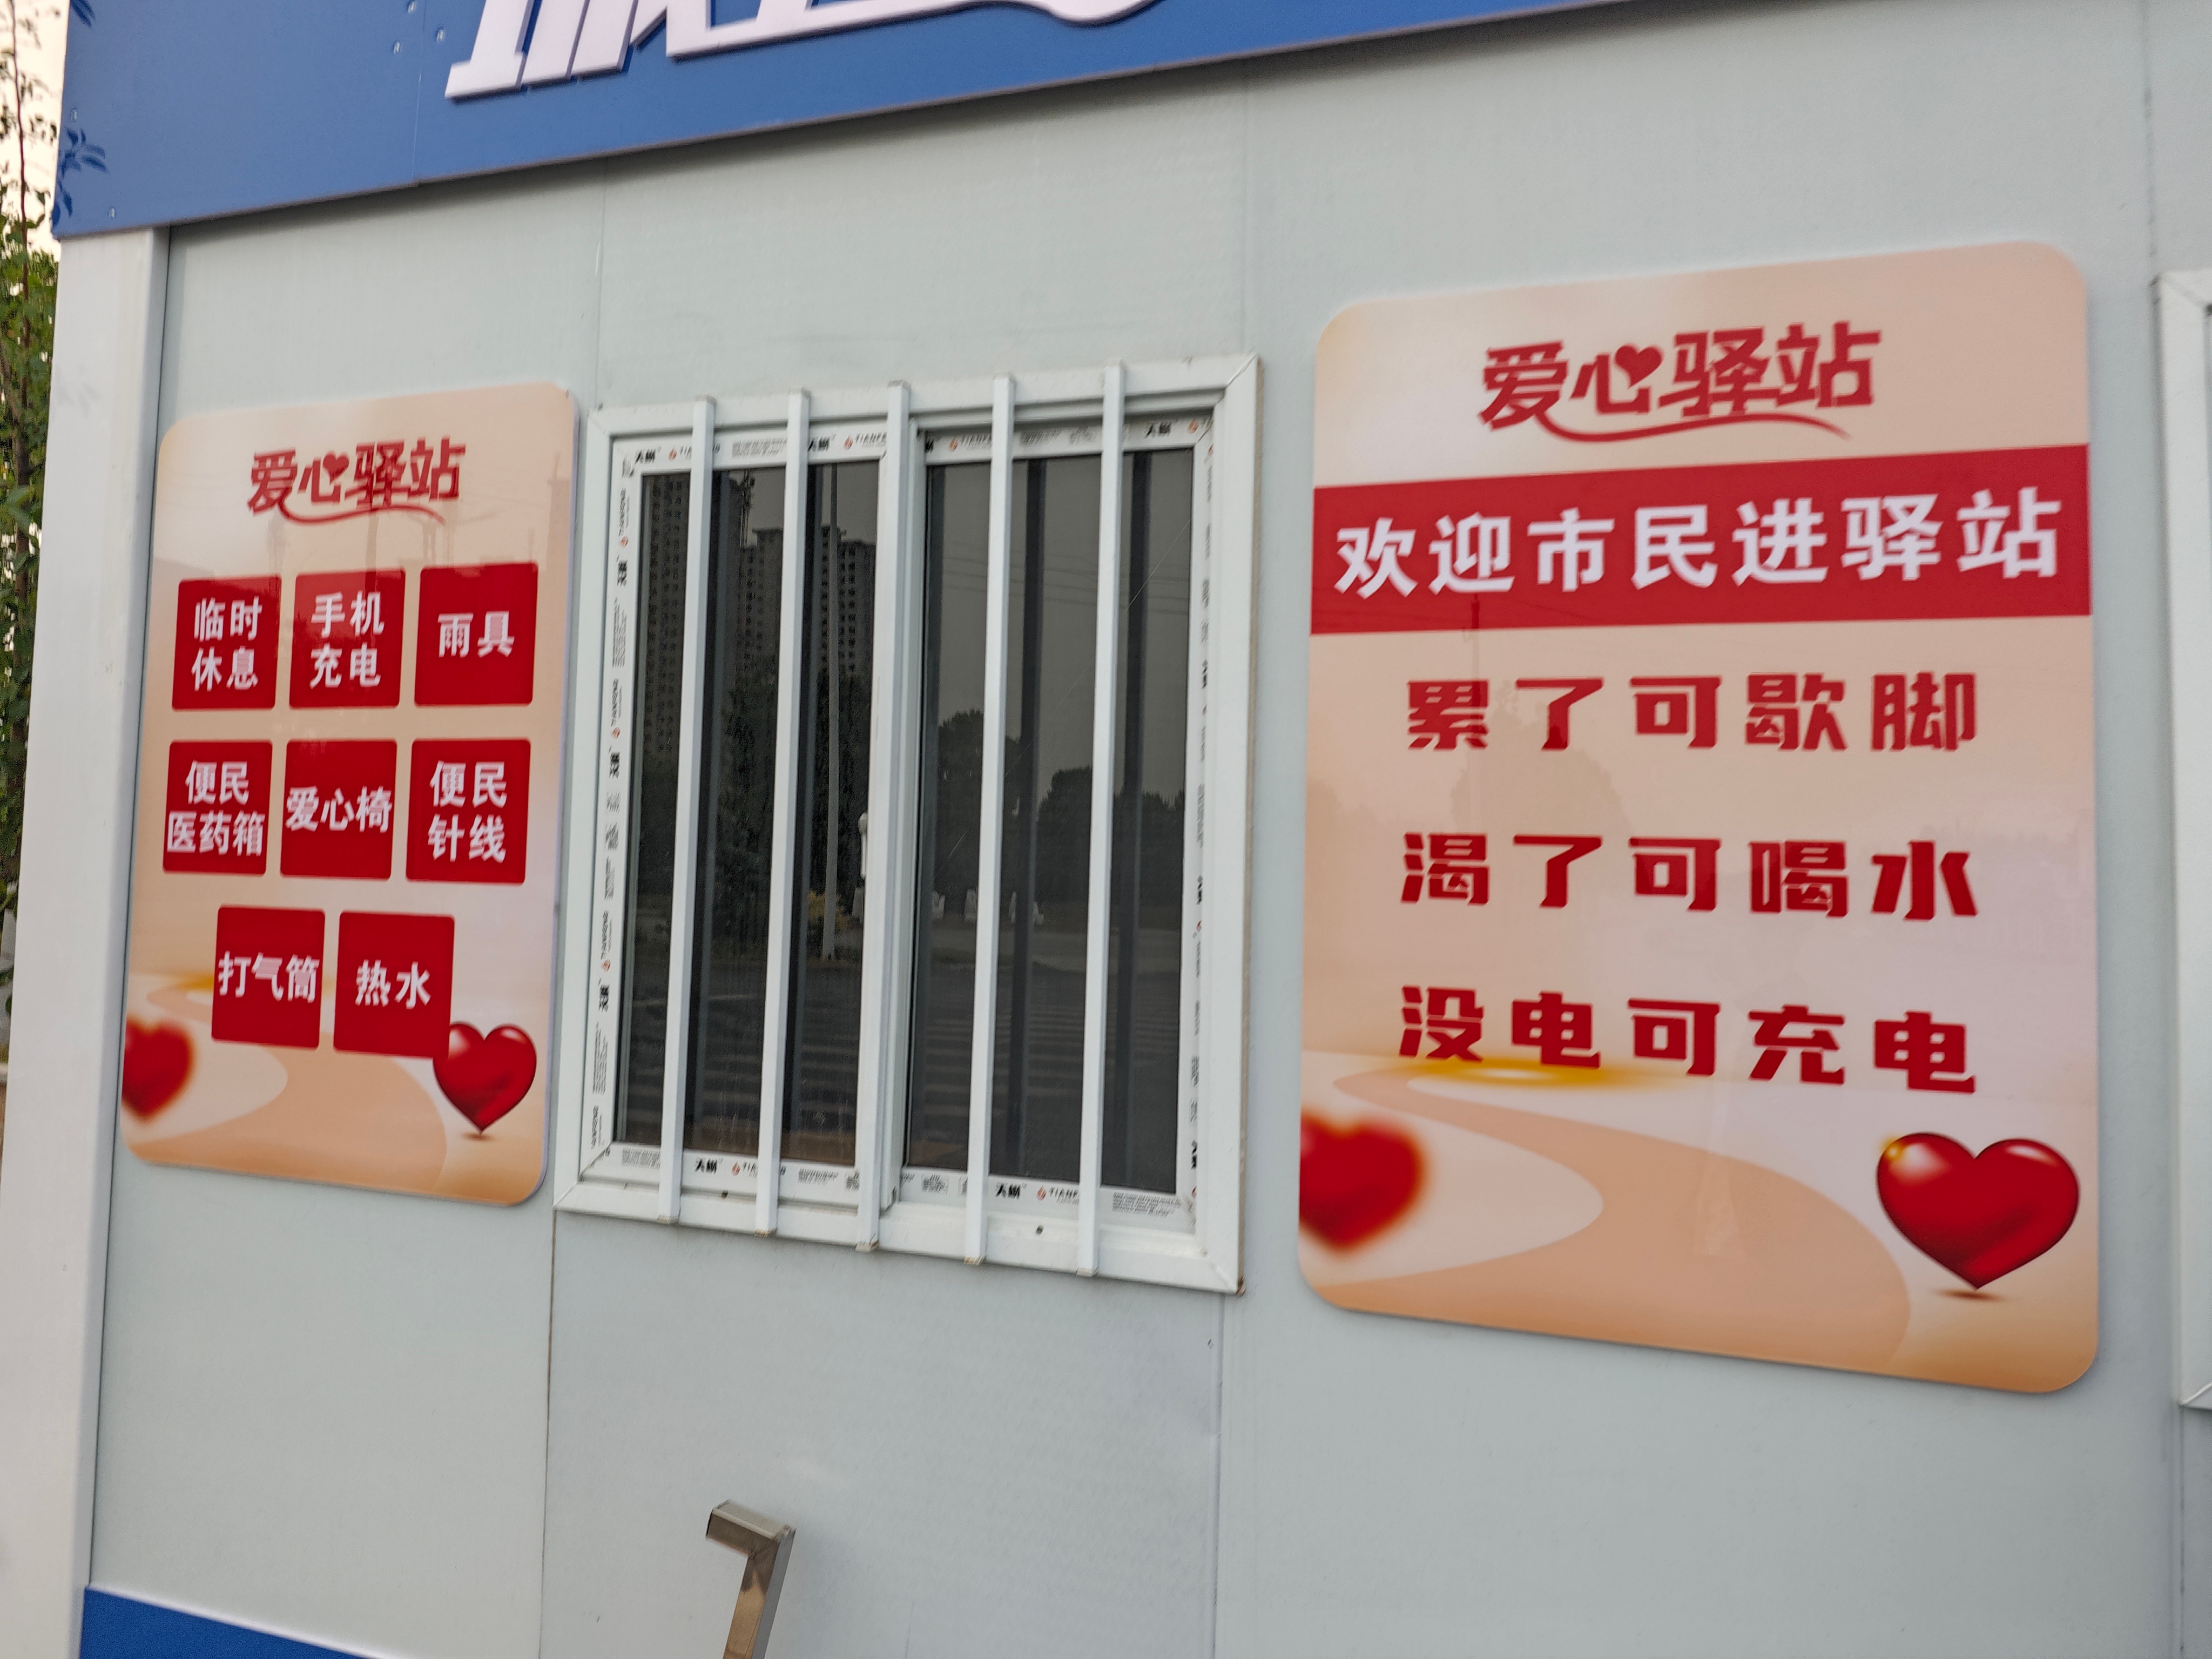 爱心驿站
临时
休息
手机
充电
雨具
便民
医药箱
爱心椅
便民
针线
打气筒
热水
爱心驿站
欢迎市民进驿站
累了可歇脚
渴了可喝水
没电可充电